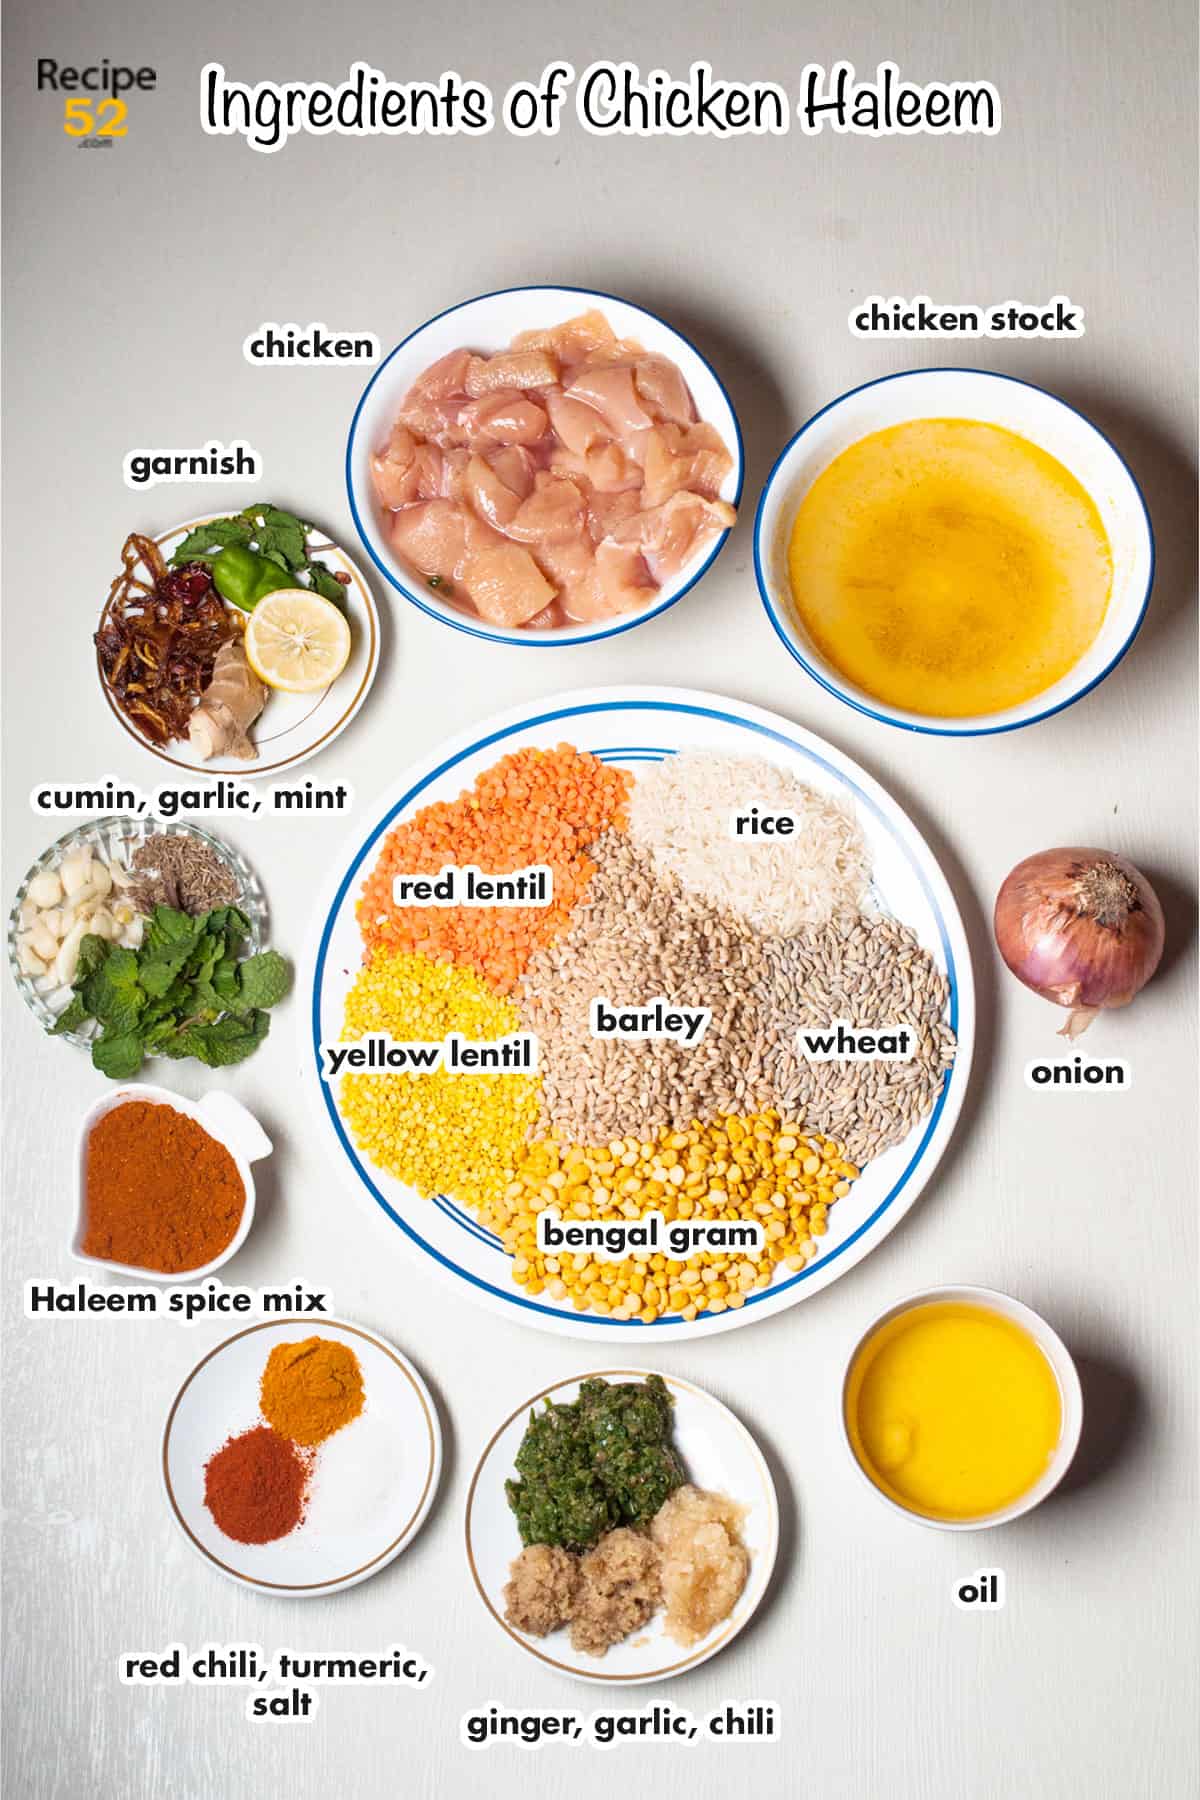 Recipe
52
.com
Ingredients of Chicken Haleem
chicken
chicken stock
garnish
cumin, garlic, mint
rice
red lentil
barley
wheat
yellow lentil
onion
bengal gram
Haleem spice mix
oil
red chili, turmeric,
salt
ginger, garlic, chili